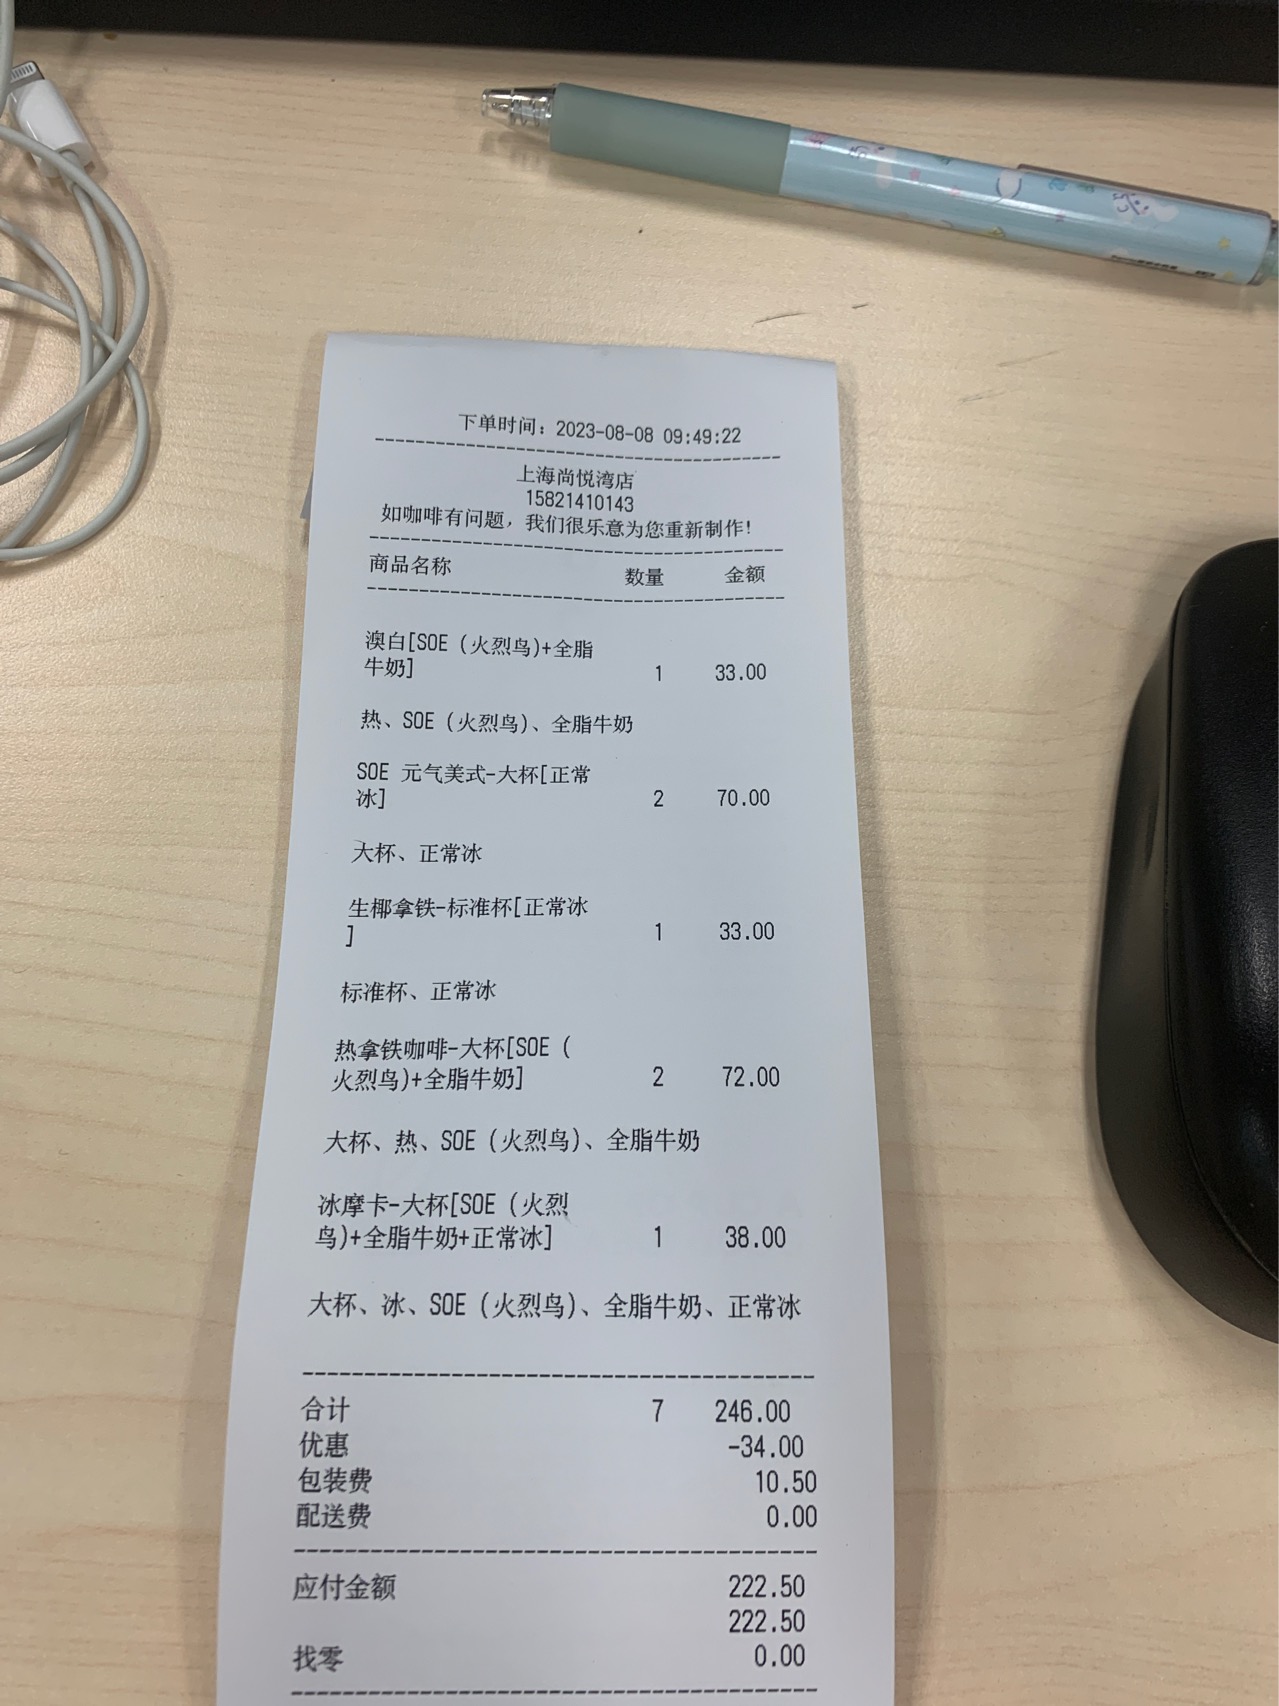 下单时间：2023-08-08 09:49:22
上海尚悦湾店
15821410143
如咖啡有问题，我们很乐意为您重新制作！
商品名称 数量 金额
澳白[SOE（火烈鸟)+全脂
牛奶] 1 33.00
热、SOE（火烈鸟)、全脂牛奶
SOE 元气美式-大杯[正常
冰] 2 70.00
大杯、正常冰
生椰拿铁-标准杯[正常冰
] 1 33.00
标准杯、正常冰
热拿铁咖啡-大杯[SOE（
火烈鸟)+全脂牛奶] 2 72.00
大杯、热、SOE（火烈鸟)、全脂牛奶
冰摩卡-大杯[SOE（火烈
鸟)+全脂牛奶+正常冰] 1 38.00
大杯、冰、SOE（火烈鸟)、全脂牛奶、正常冰
合计 7 246.00
优惠 -34.00
包装费 10.50
配送费 0.00
应付金额 222.50
222.50
找零 0.00